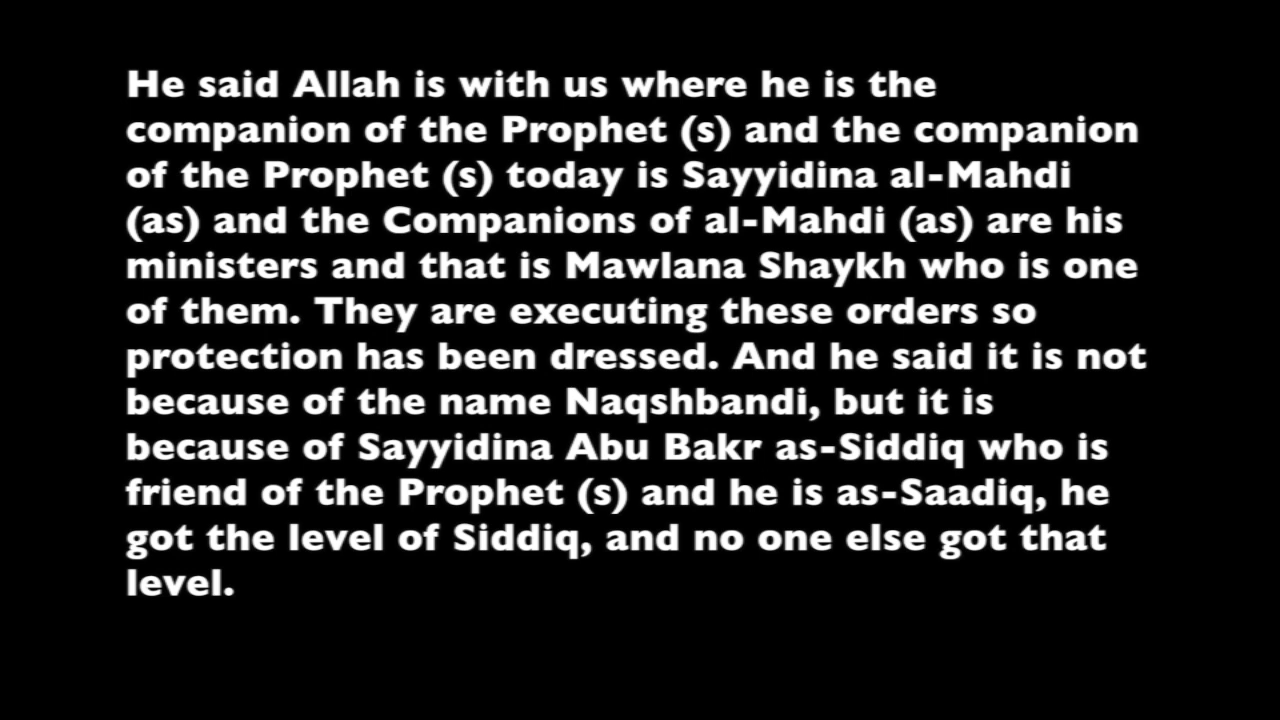 He said Allah is with us where he is the
companion of the Prophet (s) and the companion
of the Prophet (s) today is Sayyidina al-Mahdi
(as) and the Companions of al-Mahdi (as) are his
ministers and that is Mawlana Shaykh who is one
of them. They are executing these orders so
protection has been dressed. And he said it is not
because of the name Naqshbandi, but it is
because of Sayyidina Abu Bakr as-Siddiq who is
friend of the Prophet (s) and he is as-Saadiq, he
got the level of Siddiq, and no one else got that
level.